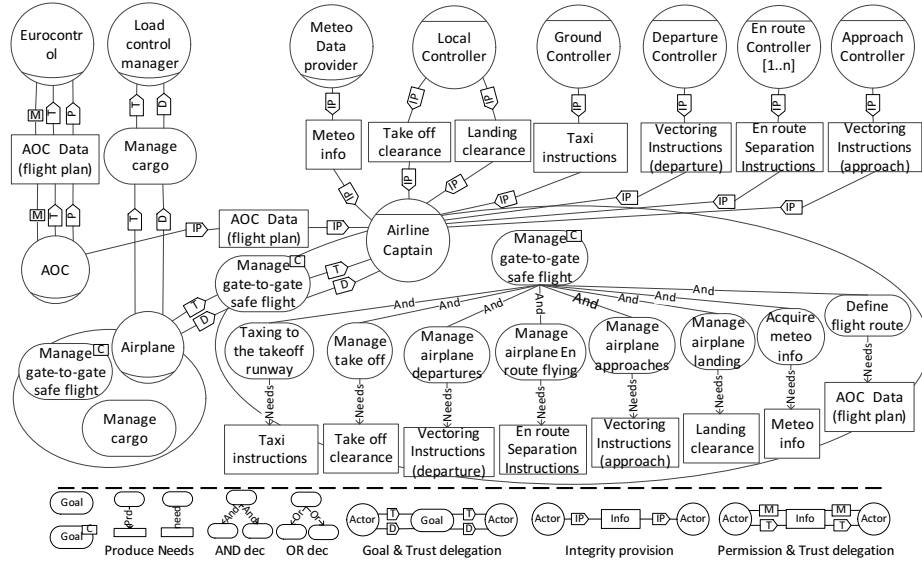 Eurocontr
ol
Load
control
manager
Meteo
Data
provider
Local
Controller
Ground
Controller
Departure
Controller
En route
Controller
[1..n]
Approach
Controller
M
T
P
T
D
IP
IP
IP
IP
IP
IP
IP
AOC Data
(flight plan)
Manage
cargo
Meteo
info
Take off
clearance
Landing
clearance
Taxi
instructions
Vectoring
Instructions
(departure)
En route
Separation
Instructions
Vectoring
Instructions
(approach)
M
T
P
T
D
IP
IP
IP
IP
IP
IP
IP
AOC
IP
AOC Data
(flight plan)
IP
Airline
Captain
Manage
gate-to-gate
safe flight
C
T
D
T
D
Manage
gate-to-gate
safe flight
C
And
And
And
And
And
And
And
And
Airplane
Manage
gate-to-gate
safe flight
C
Manage
cargo
Taxing to
the takeoff
runway
Manage
take off
Manage
airplane
departures
Manage
airplane En
route flying
Manage
airplane
approaches
Manage
airplane
landing
Acquire
meteo
info
Define
flight route
Needs
Needs
Needs
Needs
Needs
Needs
Needs
Needs
Taxi
instructions
Take off
clearance
Vectoring
Instructions
(departure)
En route
Separation
Instructions
Vectoring
Instructions
(approach)
Landing
clearance
Meteo
info
AOC Data
(flight plan)
Goal
Goal
C
Prd
need
And
And
Or
Or
Actor
T
Goal
T
D
D
Actor
Actor
IP
Info
IP
Actor
Actor
M
Info
M
T
T
Actor
Produce Needs
AND dec
OR dec
Goal & Trust delegation
Integrity provision
Permission & Trust delegation